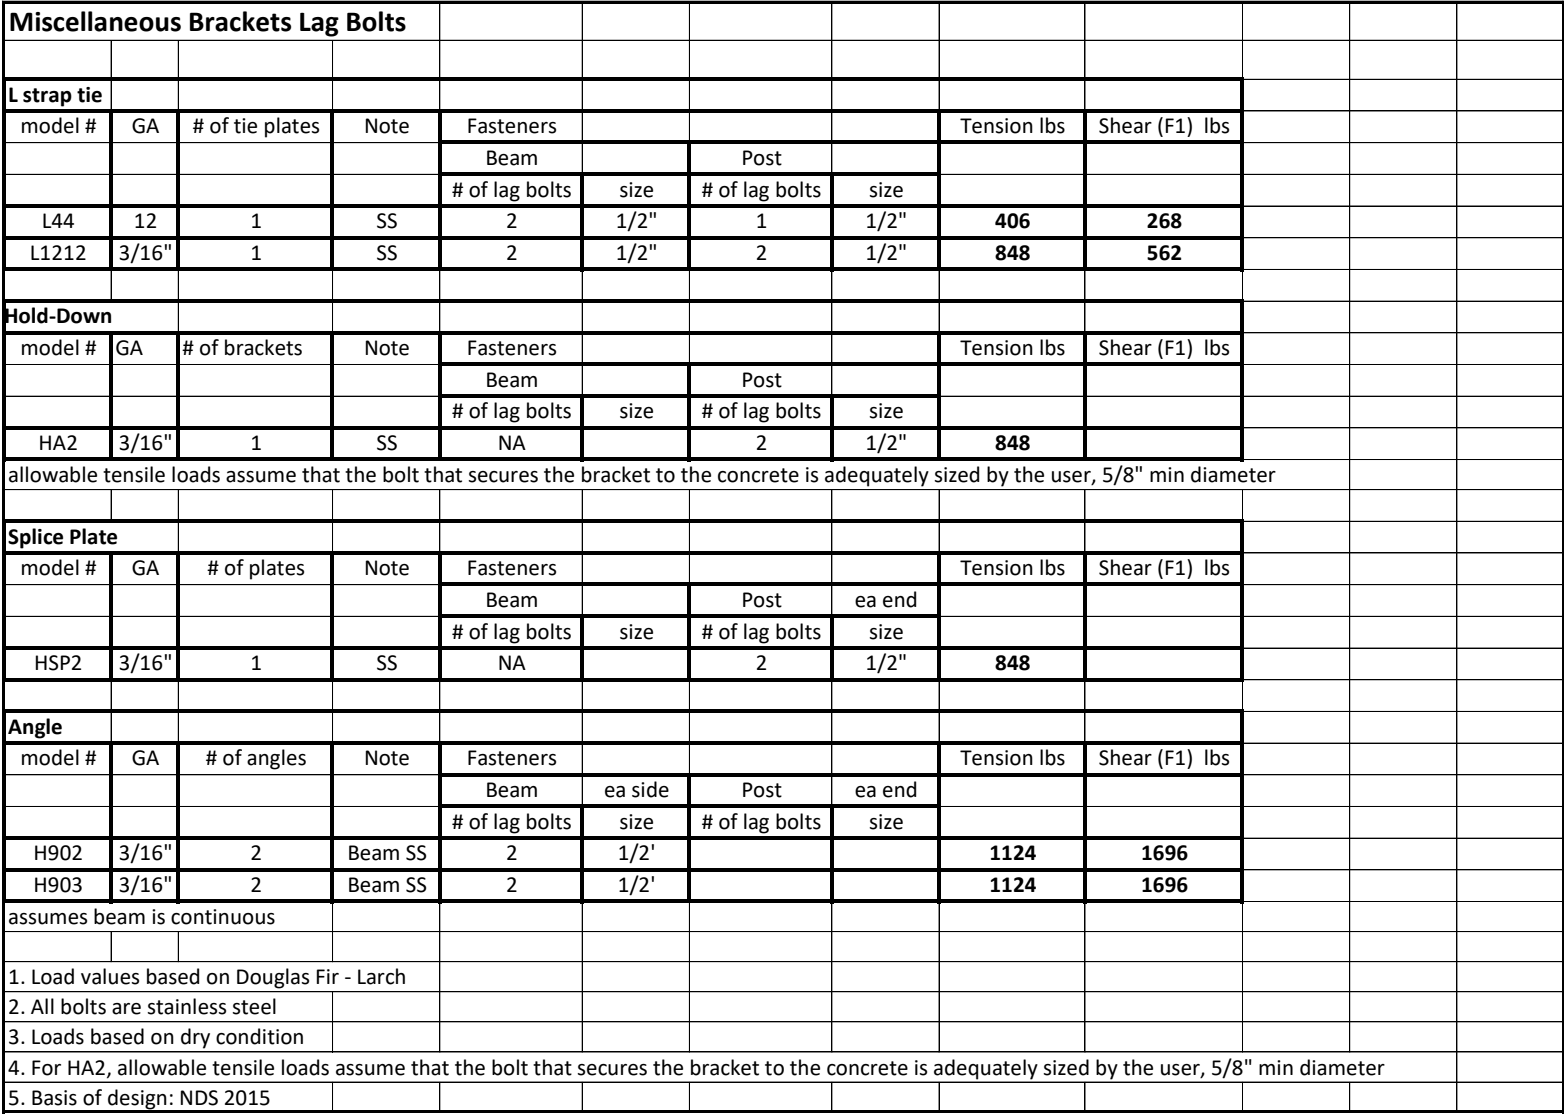 Miscellaneous Brackets Lag Bolts
L strap tie
model # GA # of tie plates Note Fasteners Tension lbs Shear (F1) lbs
Beam Post
# of lag bolts size # of lag bolts size
L44 12 1 SS 2 1/2" 1 1/2" 406 268
L1212 3/16" 1 SS 2 1/2" 2 1/2" 848 562
Hold-Down
model # GA # of brackets Note Fasteners Tension lbs Shear (F1) lbs
Beam Post
# of lag bolts size # of lag bolts size
HA2 3/16" 1 SS NA 2 1/2" 848
allowable tensile loads assume that the bolt that secures the bracket to the concrete is adequately sized by the user, 5/8" min diameter
Splice Plate
model # GA # of plates Note Fasteners Tension lbs Shear (F1) lbs
Beam Post ea end
# of lag bolts size # of lag bolts size
HSP2 3/16" 1 SS NA 2 1/2" 848
Angle
model # GA # of angles Note Fasteners Tension lbs Shear (F1) lbs
Beam ea side Post ea end
# of lag bolts size # of lag bolts size
H902 3/16" 2 Beam SS 2 1/2' 1124 1696
H903 3/16" 2 Beam SS 2 1/2' 1124 1696
assumes beam is continuous
1. Load values based on Douglas Fir - Larch
2. All bolts are stainless steel
3. Loads based on dry condition
4. For HA2, allowable tensile loads assume that the bolt that secures the bracket to the concrete is adequately sized by the user, 5/8" min diameter
5. Basis of design: NDS 2015